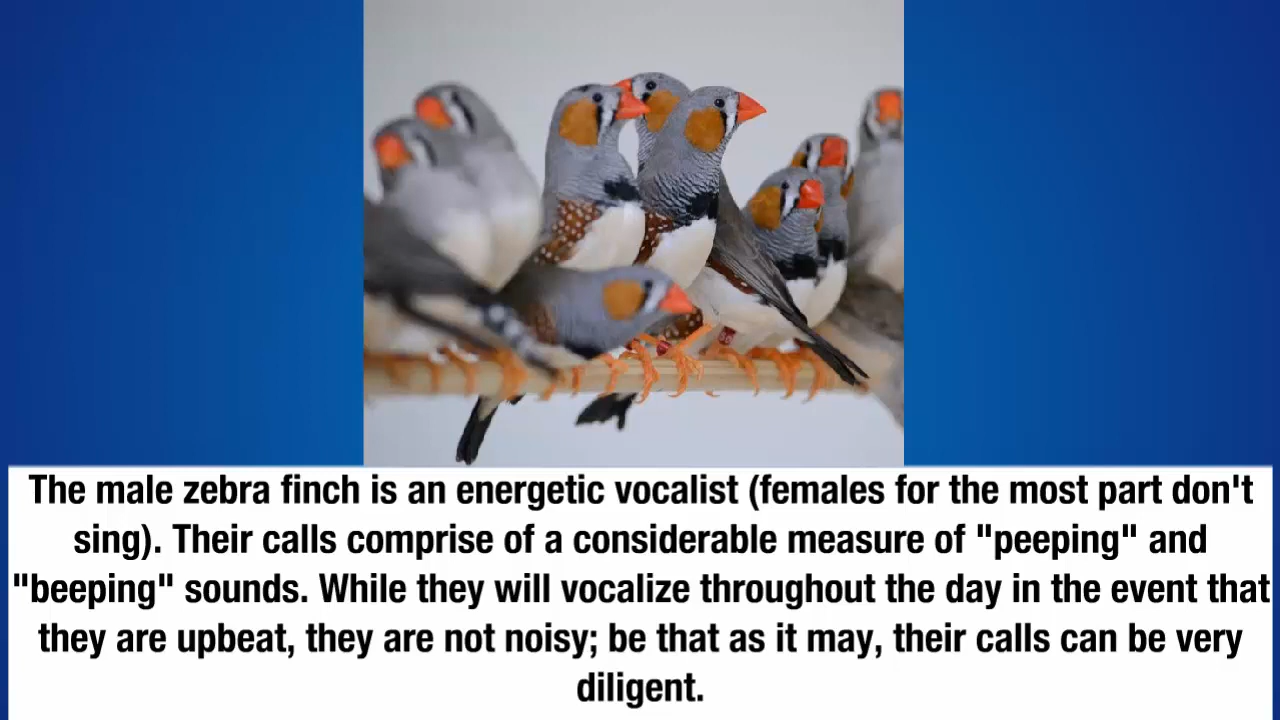 The male zebra finch is an energetic vocalist (females for the most part don't
sing). Their calls comprise of a considerable measure of "peeping" and
"beeping" sounds. While they will vocalize throughout the day in the event that
they are upbeat, they are not noisy; be that as it may, their calls can be very
diligent.